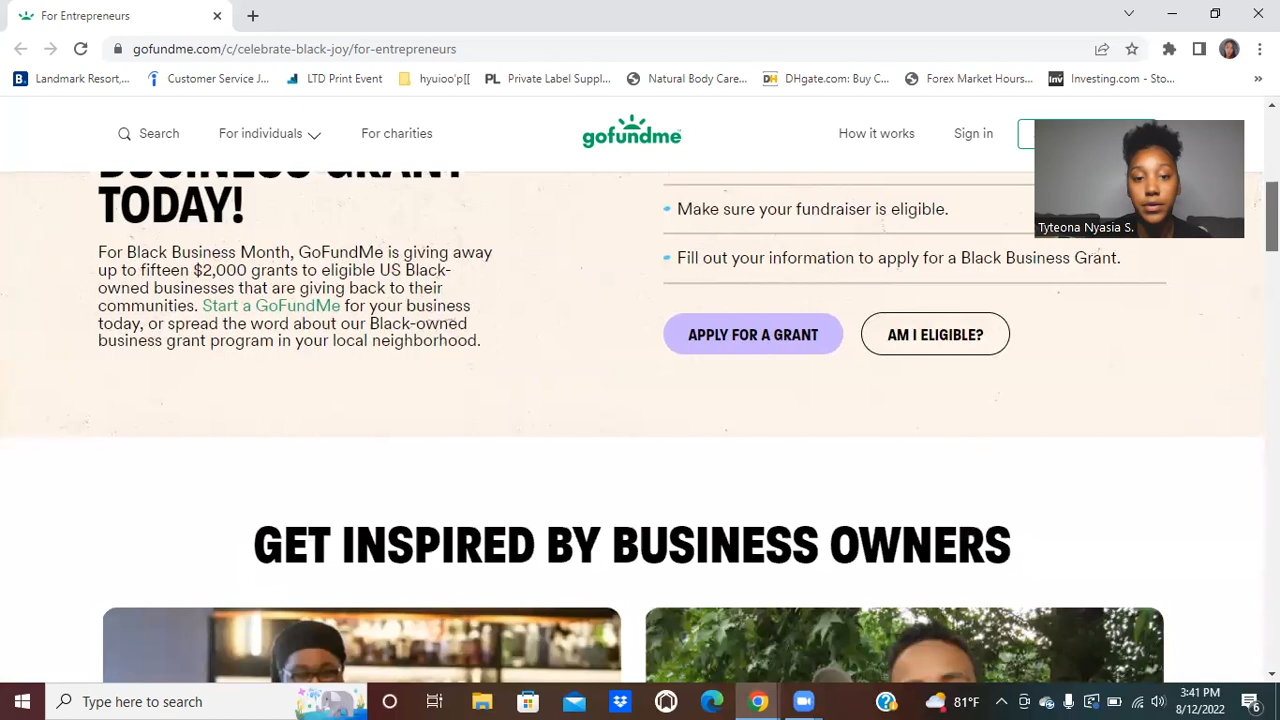 For Entrepreneurs
gofundme.com/c/celebrate-black-joy/for-entrepreneurs
B. Landmark Resort,... Customer Service J... LTD Print Event hyuioo'p[[ PL Private Label Suppl... Natural Body Care... DH DHgate.com: Buy C... Forex Market Hours... Inv Investing.com - Sto... »
Search For individuals For charities gofundme How it works Sign in
BUSINESS GRANT
TODAY!
For Black Business Month, GoFundMe is giving away
up to fifteen $2,000 grants to eligible US Black-
owned businesses that are giving back to their
communities. Start a GoFundMe for your business
today, or spread the word about our Black-owned
business grant program in your local neighborhood.
Make sure your fundraiser is eligible.
Fill out your information to apply for a Black Business Grant.
APPLY FOR A GRANT AM I ELIGIBLE?
Tyteona Nyasia S.
GET INSPIRED BY BUSINESS OWNERS
Type here to search
81°F
3:41 PM
8/12/2022
6